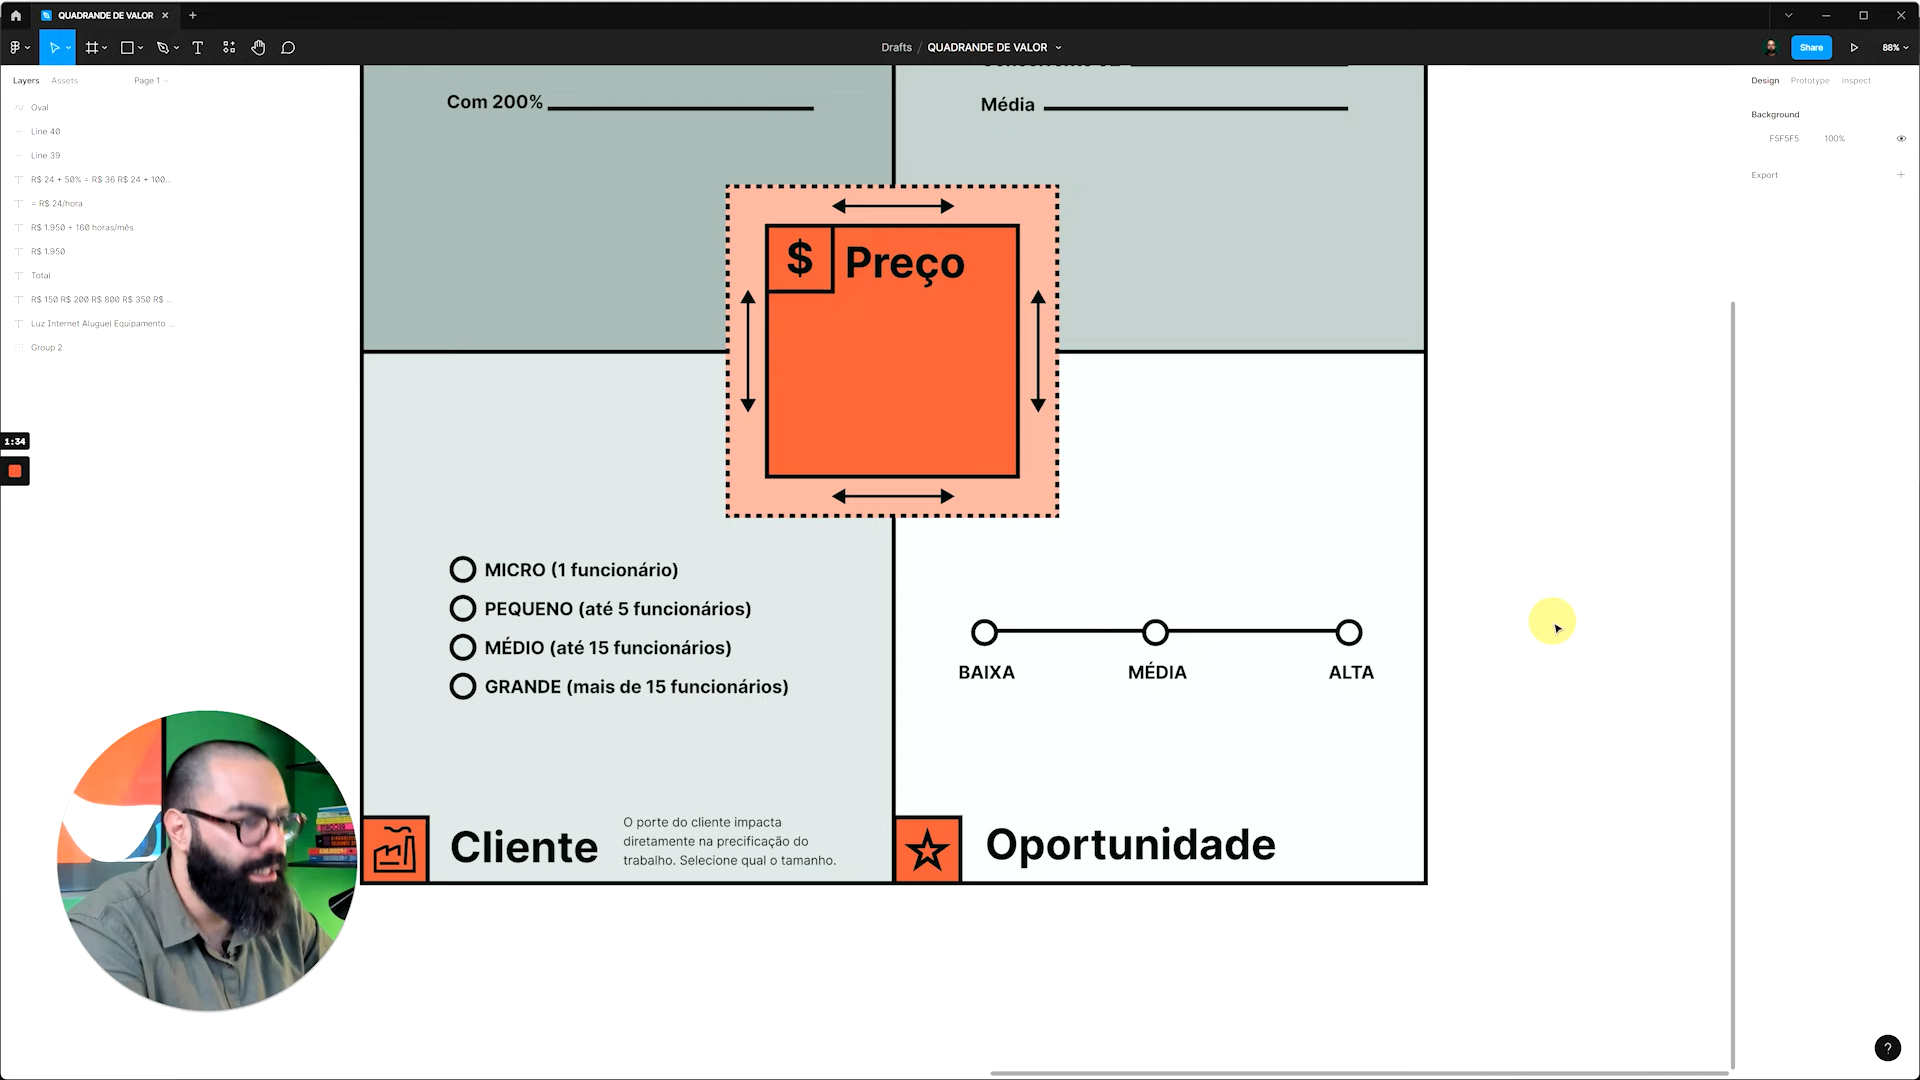 QUADRANDE DE VALOR
Drafts / QUADRANDE DE VALOR
Share
88%
Layers
Assets
Page 1
Design
Prototype
Inspect
Oval
Line 40
Line 39
R$ 24 + 50% = R$ 36 R$ 24 + 100...
= R$ 24/hora
R$ 1.950 ÷ 160 horas/mês
R$ 1.950
Total
R$ 150 R$ 200 R$ 800 R$ 350 R$ ...
Luz Internet Aluguel Equipamento ...
Group 2
Background
F5F5F5
100%
Export
1:34
Com 200%
Média
$ Preço
MICRO (1 funcionário)
PEQUENO (até 5 funcionários)
MÉDIO (até 15 funcionários)
GRANDE (mais de 15 funcionários)
BAIXA
MÉDIA
ALTA
Cliente
O porte do cliente impacta
diretamente na precificação do
trabalho. Selecione qual o tamanho.
Oportunidade
?